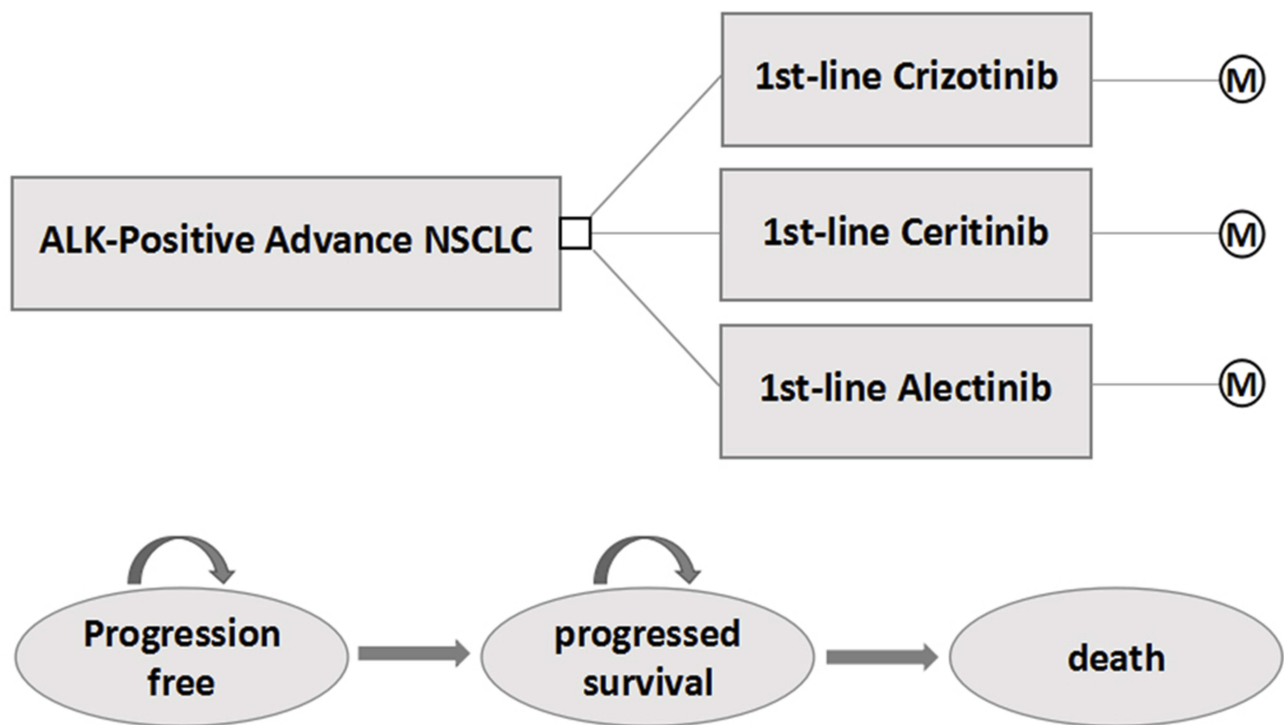 1st-line Crizotinib
M
ALK-Positive Advance NSCLC
1st-line Ceritinib
M
1st-line Alectinib
M
Progression
free
progressed
survival
death